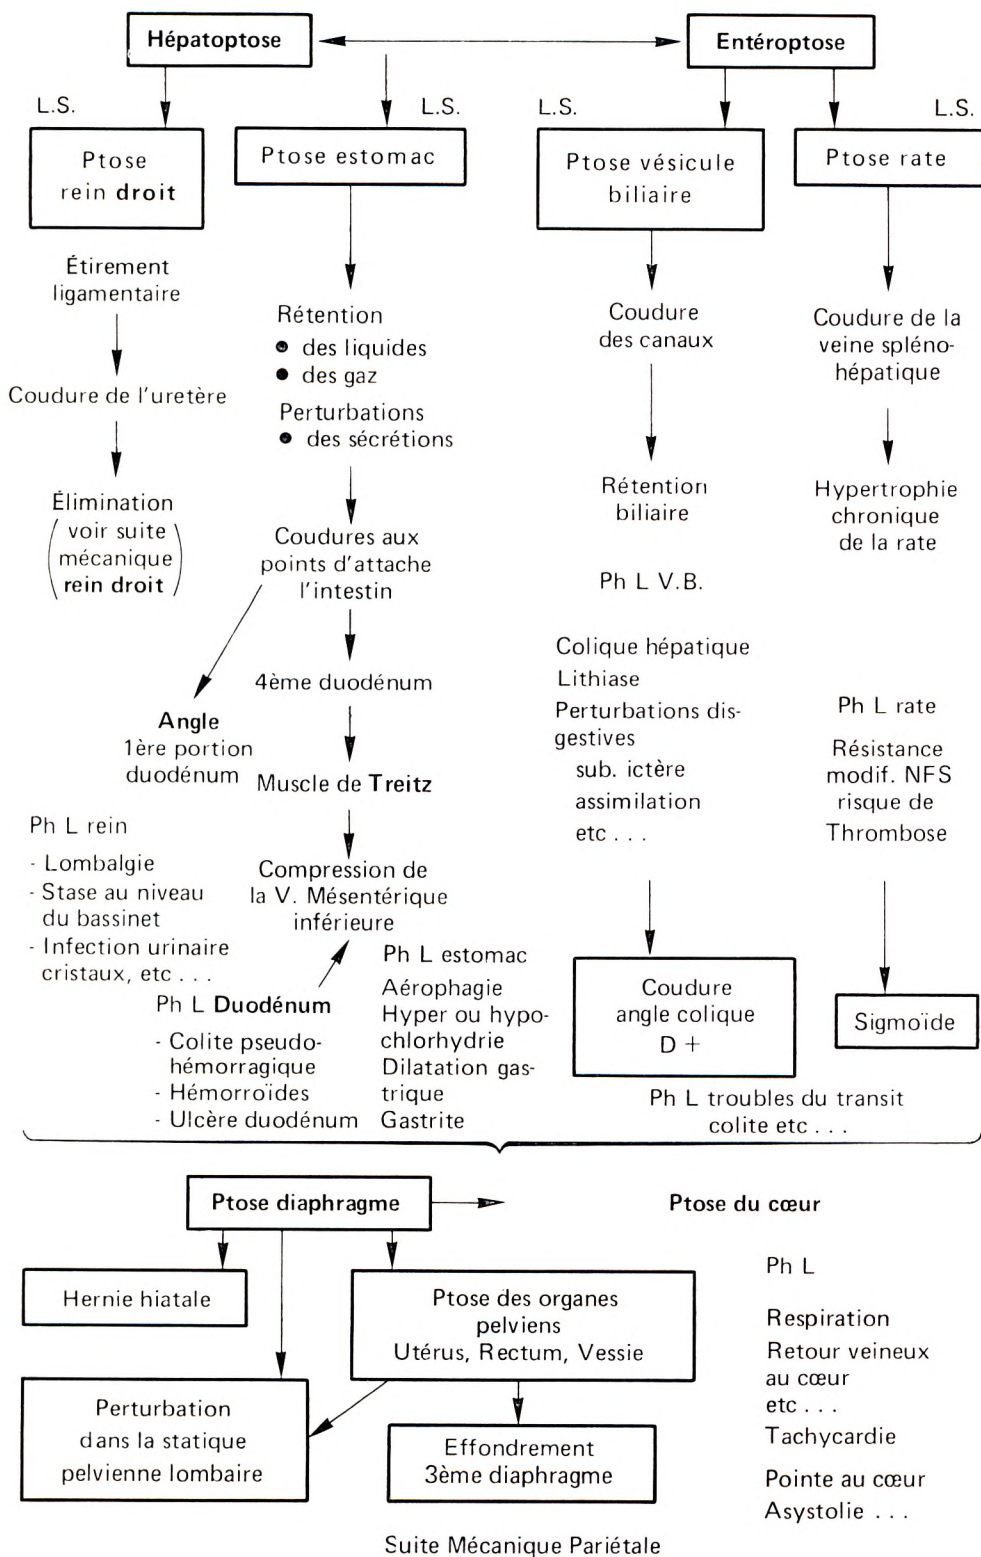 Hépatoptose
Entéroptose
L.S.
L.S.
L.S.
L.S.
Ptose
rein droit
Ptose estomac
Ptose vésicule
biliaire
Ptose rate
Étirement
ligamentaire
Coudure de l'uretère
Élimination
( voir suite
mécanique
rein droit )
Rétention
● des liquides
● des gaz
Perturbations
● des sécrétions
Coudures aux
points d'attache
l'intestin
4ème duodénum
Angle
1ère portion
duodénum
Muscle de Treitz
Compression de
la V. Mésentérique
inférieure
Coudure
des canaux
Rétention
biliaire
Ph L V.B.
Colique hépatique
Lithiase
Perturbations dis-
gestives
sub. ictère
assimilation
etc . . .
Coudure de la
veine spléno-
hépatique
Hypertrophie
chronique
de la rate
Ph L rate
Résistance
modif. NFS
risque de
Thrombose
Ph L rein
- Lombalgie
- Stase au niveau
du bassinet
- Infection urinaire
cristaux, etc . . .
Ph L Duodénum
- Colite pseudo-
hémorragique
- Hémorroïdes
- Ulcère duodénum
Ph L estomac
Aérophagie
Hyper ou hypo-
chlorhydrie
Dilatation gas-
trique
Gastrite
Coudure
angle colique
D +
Sigmoïde
Ph L troubles du transit
colite etc . . .
Ptose diaphragme
Ptose du cœur
Hernie hiatale
Ptose des organes
pelviens
Utérus, Rectum, Vessie
Perturbation
dans la statique
pelvienne lombaire
Effondrement
3ème diaphragme
Ph L
Respiration
Retour veineux
au cœur
etc . . .
Tachycardie
Pointe au cœur
Asystolie . . .
Suite Mécanique Pariétale